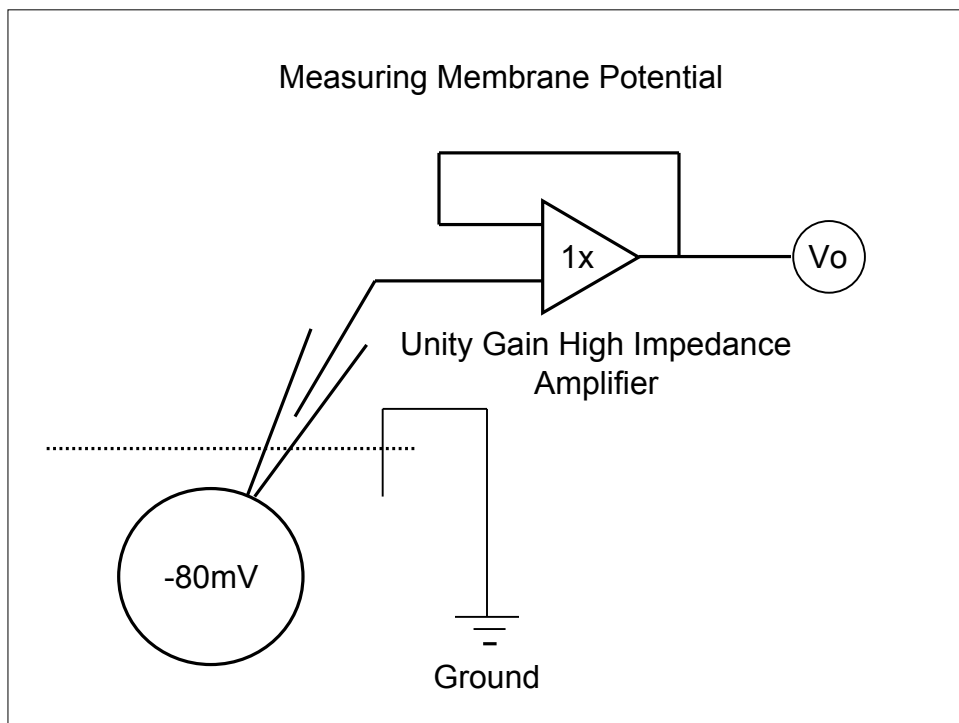 Measuring Membrane Potential
1x
Vo
Unity Gain High Impedance
Amplifier
-80mV
Ground